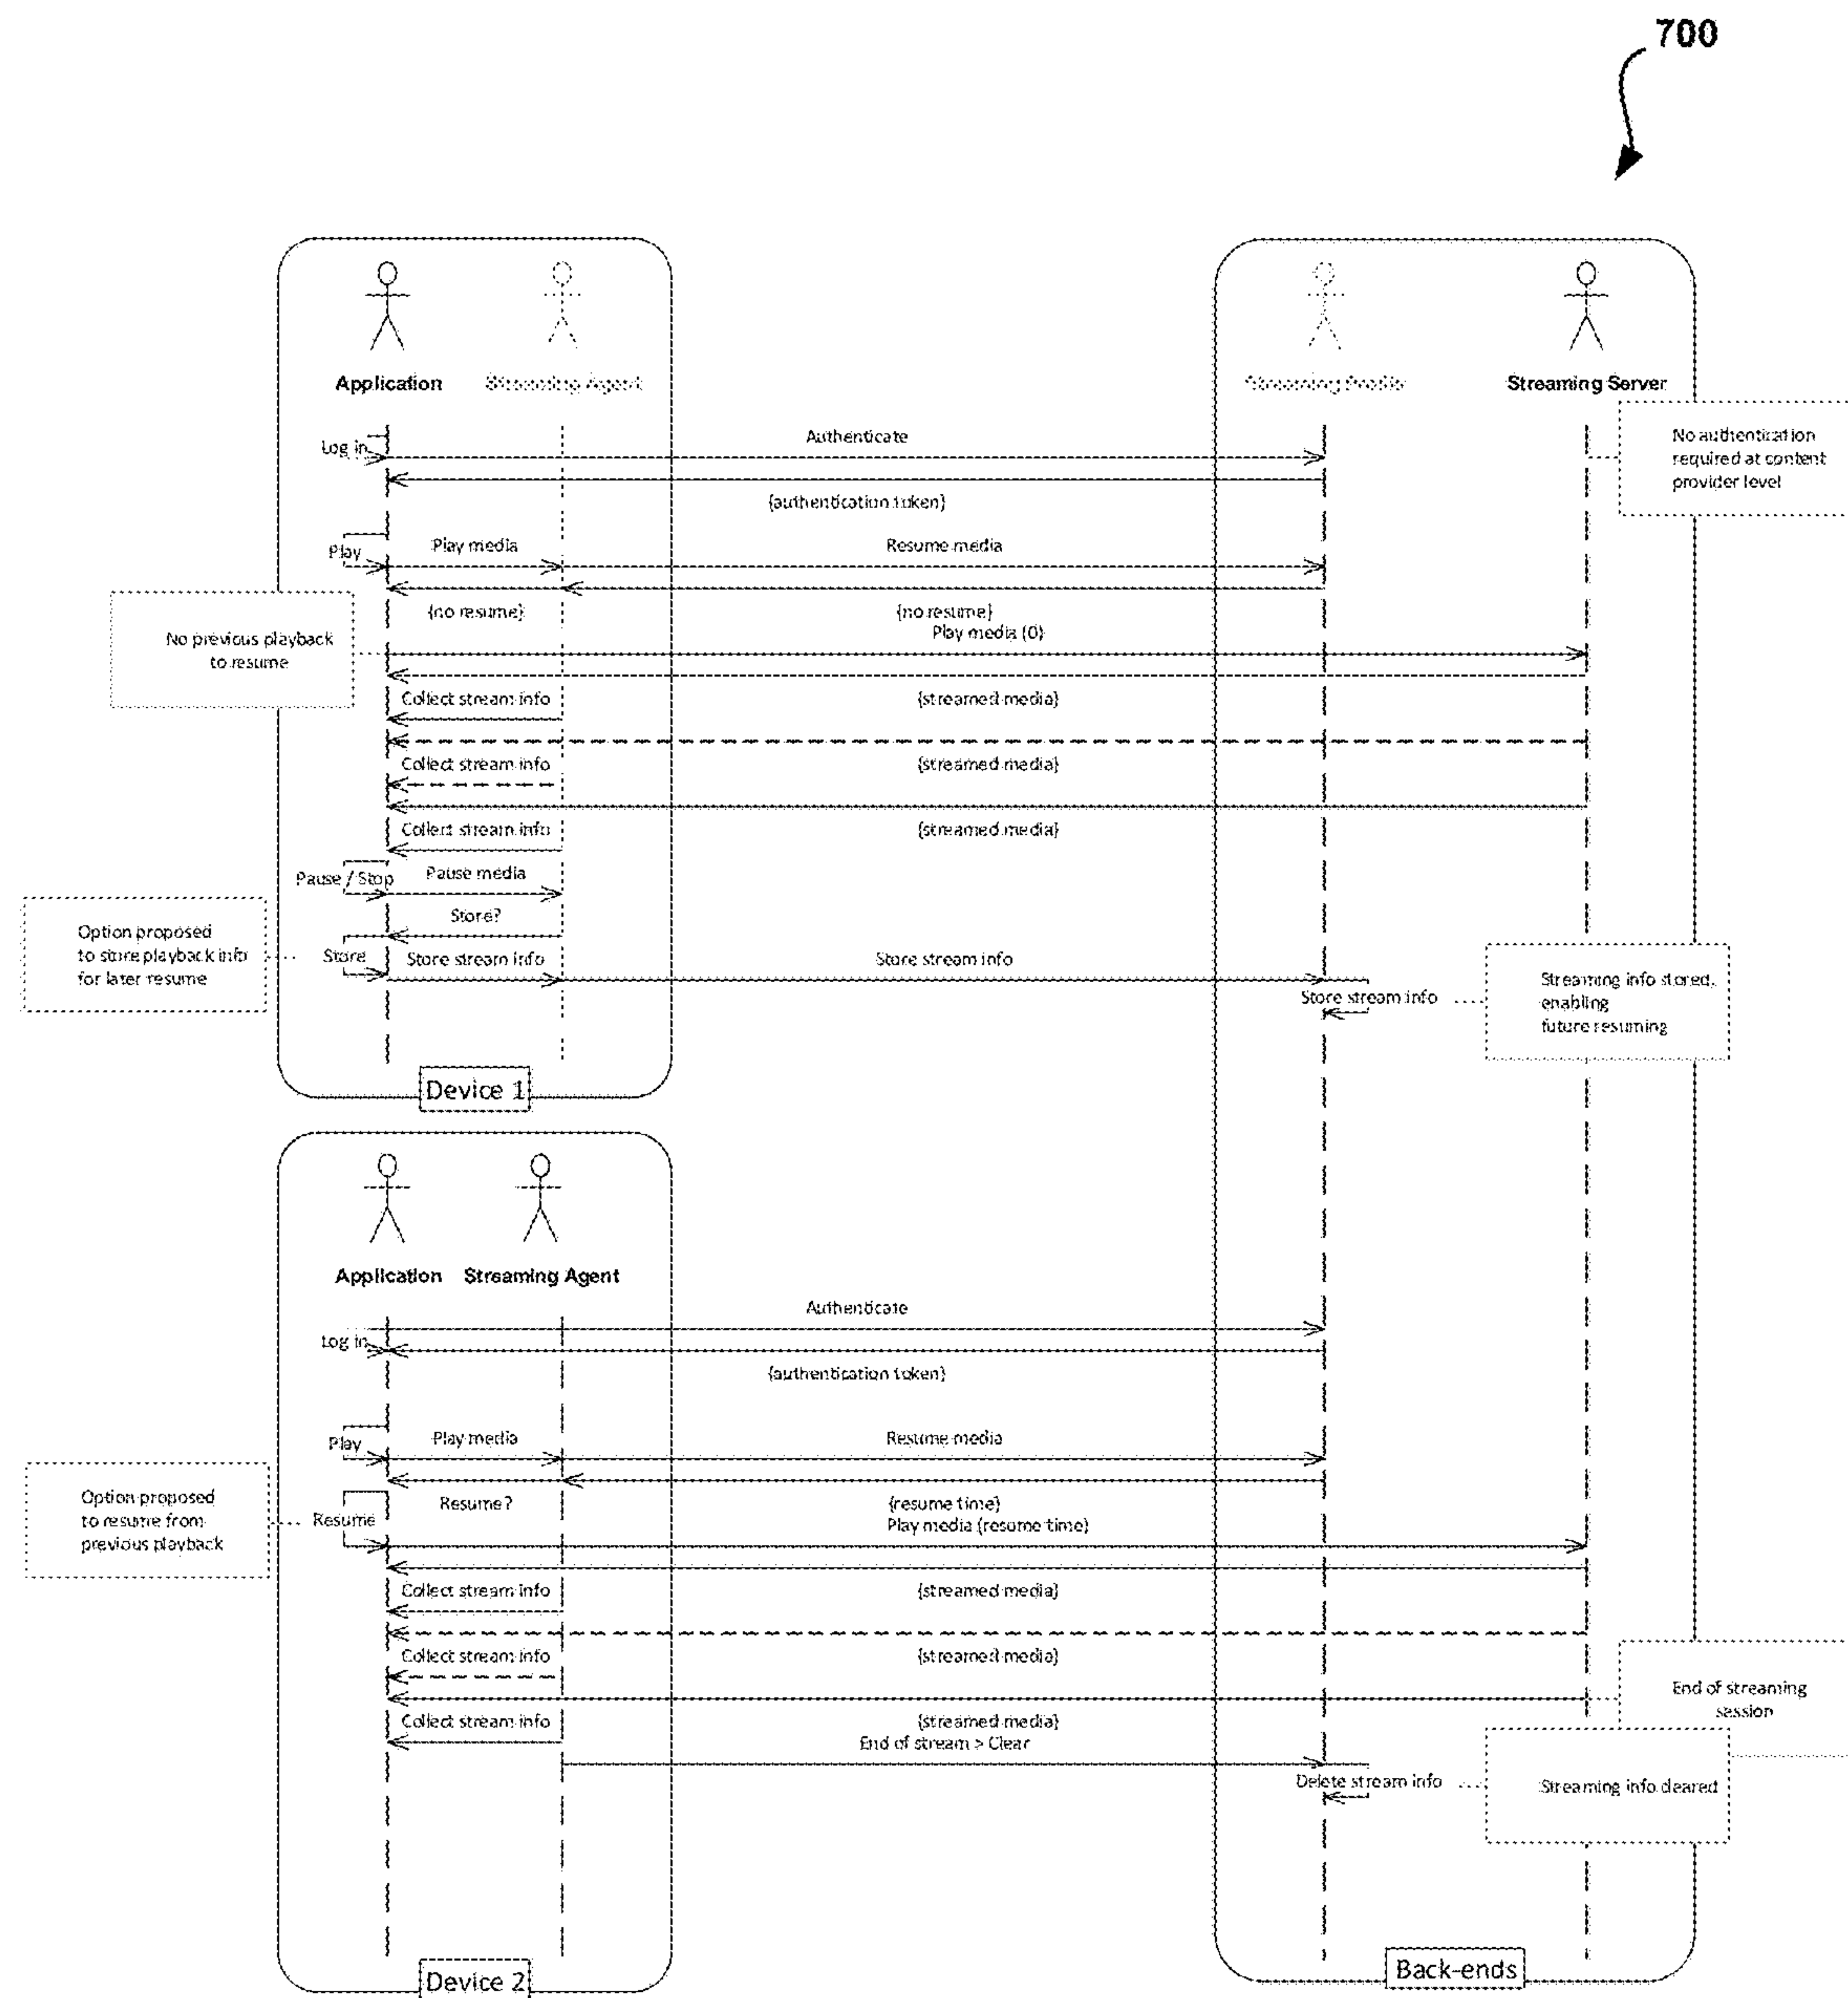 700
Application
Streaming Agent
Streaming Profile
Streaming Server
No authentication
required at content
provider level
Log in
Authenticate
{authentication token}
Play
Play media
Resume media
{no resume}
{no resume}
No previous playback
to resume
Play media (0)
Collect stream info
{streamed media}
Collect stream info
{streamed media}
Collect stream info
{streamed media}
Pause / Stop
Pause media
Store?
Option proposed
to store playback info
for later resume
Store
Store stream info
Store stream info
Store stream info
Streaming info stored,
enabling
future resuming
Device 1
Application
Streaming Agent
Authenticate
Log in
{authentication token}
Play
Play media
Resume media
Option proposed
to resume from
previous playback
Resume
Resume?
{resume time}
Play media (resume time)
Collect stream info
{streamed media}
Collect stream info
{streamed media}
End of streaming
session
Collect stream info
{streamed media}
End of stream > Clear
Delete stream info
Streaming info cleared
Device 2
Back-ends